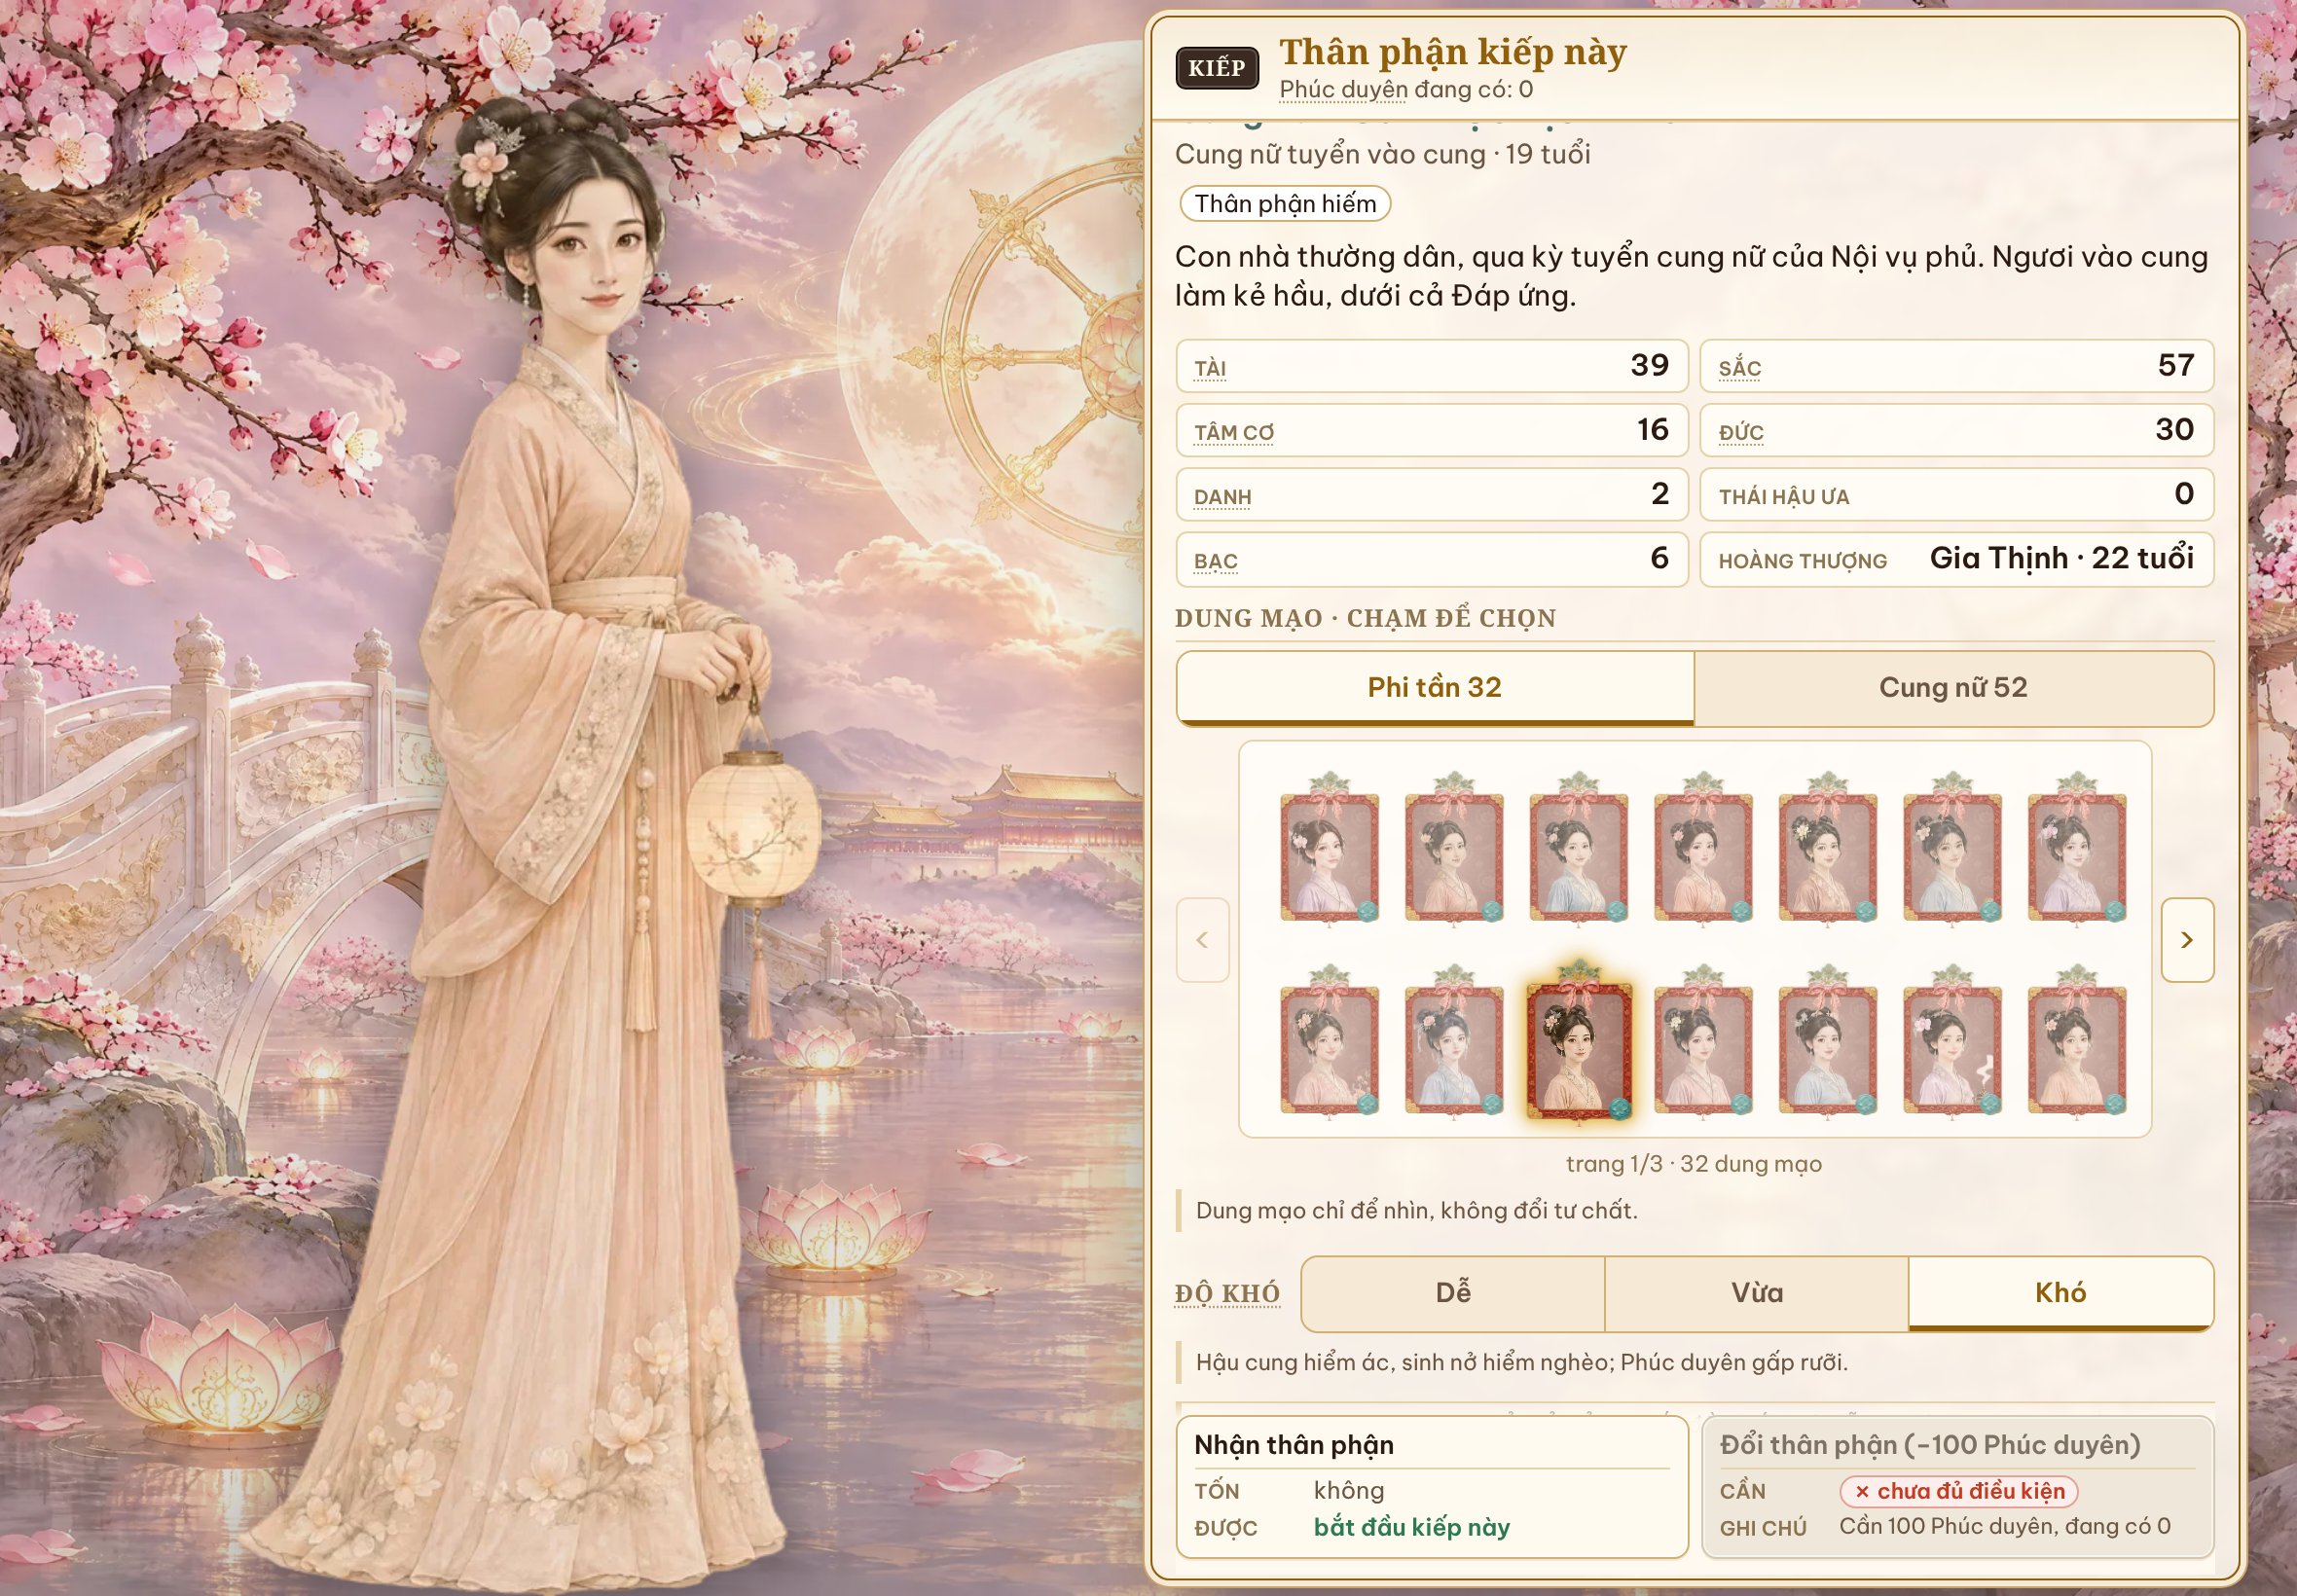 KIẾP
Thân phận kiếp này
Phúc duyên đang có: 0
Cung nữ tuyển vào cung · 19 tuổi
Thân phận hiếm
Con nhà thường dân, qua kỳ tuyển cung nữ của Nội vụ phủ. Ngươi vào cung
làm kẻ hầu, dưới cả Đáp ứng.
TÀI 39
SẮC 57
TÂM CƠ 16
ĐỨC 30
DANH 2
THÁI HẬU ƯA 0
BẠC 6
HOÀNG THƯỢNG Gia Thịnh · 22 tuổi
DUNG MẠO · CHẠM ĐỂ CHỌN
Phi tần 32
Cung nữ 52
trang 1/3 · 32 dung mạo
Dung mạo chỉ để nhìn, không đổi tư chất.
ĐỘ KHÓ
Dễ
Vừa
Khó
Hậu cung hiểm ác, sinh nở hiểm nghèo; Phúc duyên gấp rưỡi.
Nhận thân phận
TỐN không
ĐƯỢC bắt đầu kiếp này
Đổi thân phận (-100 Phúc duyên)
CẦN × chưa đủ điều kiện
GHI CHÚ Cần 100 Phúc duyên, đang có 0